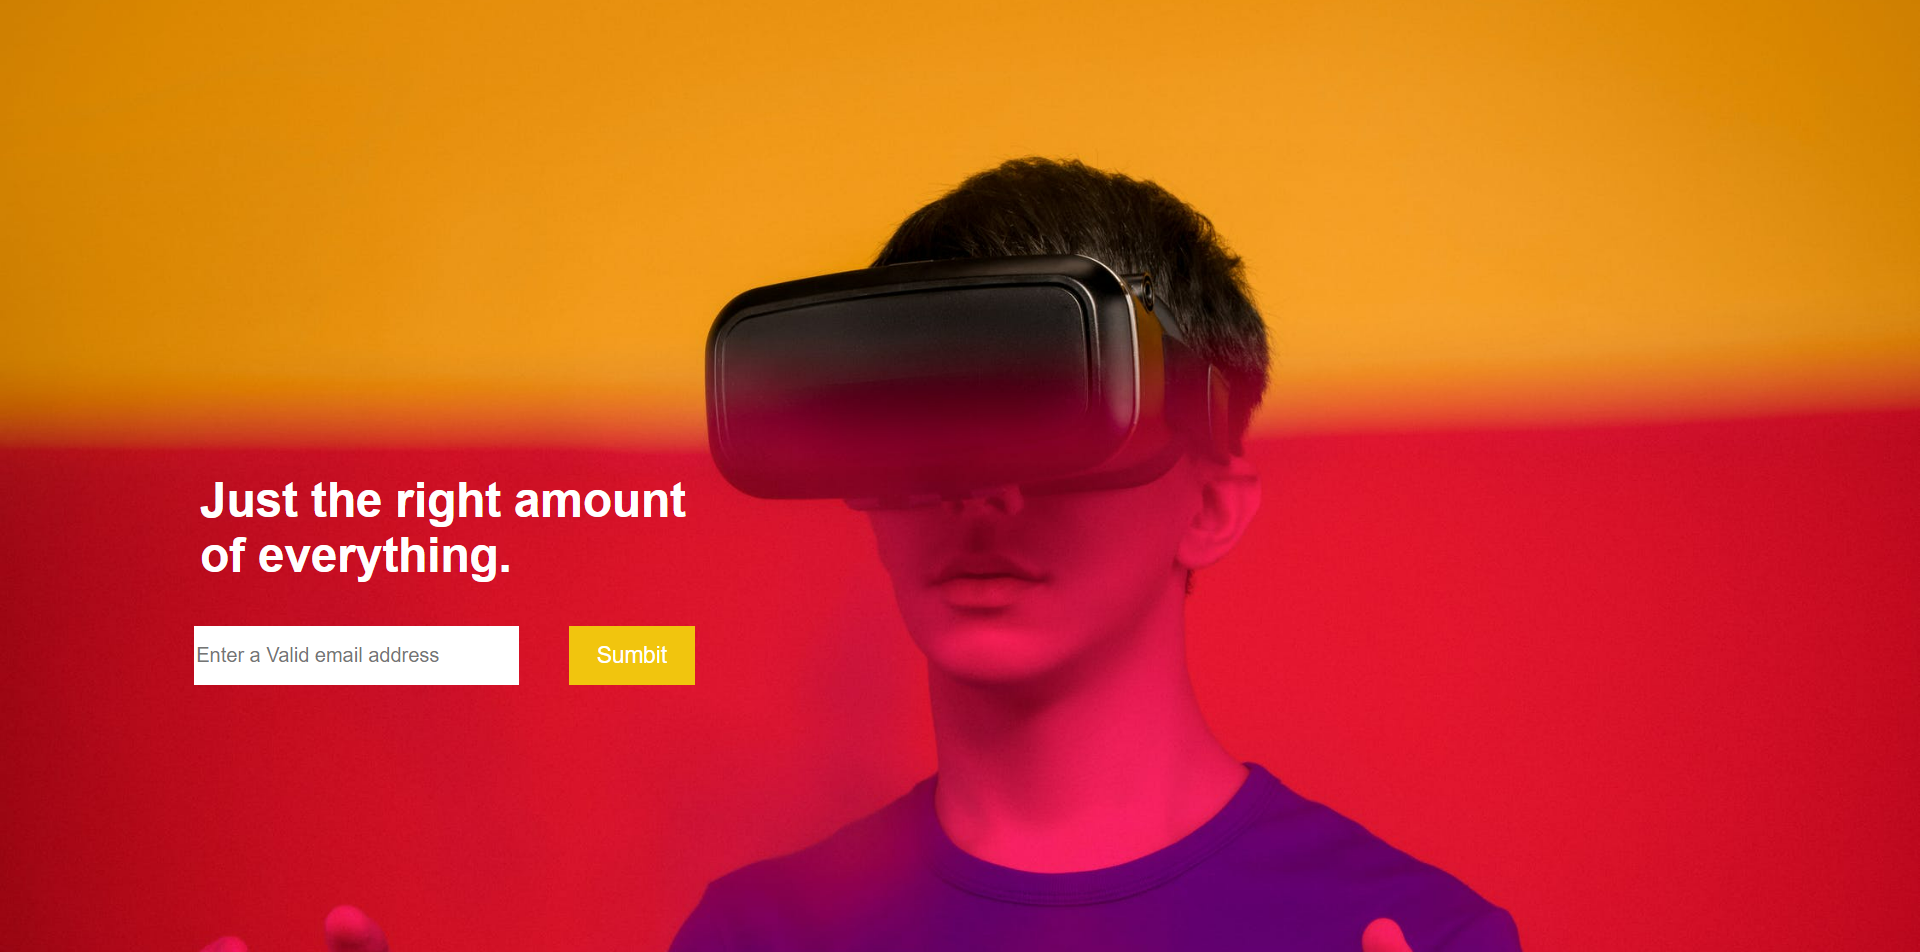 Just the right amount
of everything.
Enter a Valid email address
Sumbit